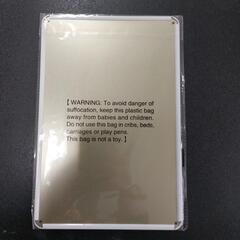 【 WARNING: To avoid danger of
suffocation, keep this plastic bag
away from babies and children.
Do not use this bag in cribs, beds,
carriages or play pens.
This bag is not a toy. 】